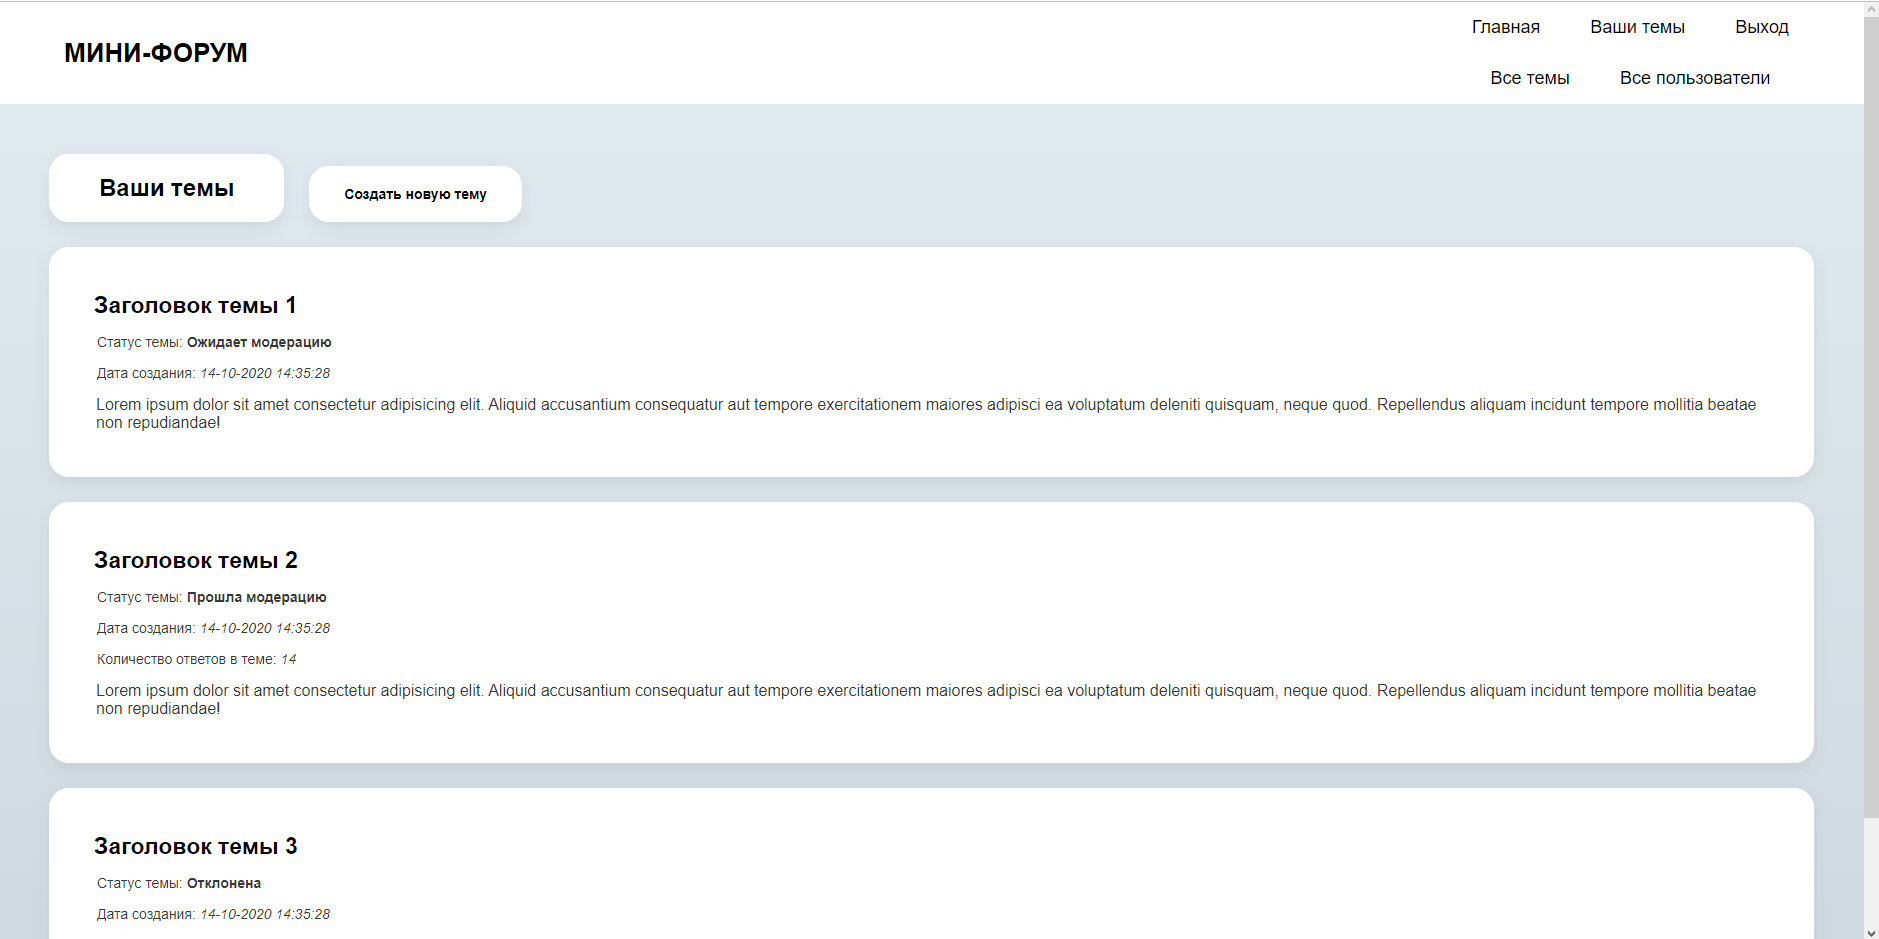 МИНИ-ФОРУМ
Главная Ваши темы Выход
Все темы Все пользователи
Ваши темы
Создать новую тему
Заголовок темы 1
Статус темы: Ожидает модерацию
Дата создания: 14-10-2020 14:35:28
Lorem ipsum dolor sit amet consectetur adipisicing elit. Aliquid accusantium consequatur aut tempore exercitationem maiores adipisci ea voluptatum deleniti quisquam, neque quod. Repellendus aliquam incidunt tempore mollitia beatae
non repudiandae!
Заголовок темы 2
Статус темы: Прошла модерацию
Дата создания: 14-10-2020 14:35:28
Количество ответов в теме: 14
Lorem ipsum dolor sit amet consectetur adipisicing elit. Aliquid accusantium consequatur aut tempore exercitationem maiores adipisci ea voluptatum deleniti quisquam, neque quod. Repellendus aliquam incidunt tempore mollitia beatae
non repudiandae!
Заголовок темы 3
Статус темы: Отклонена
Дата создания: 14-10-2020 14:35:28